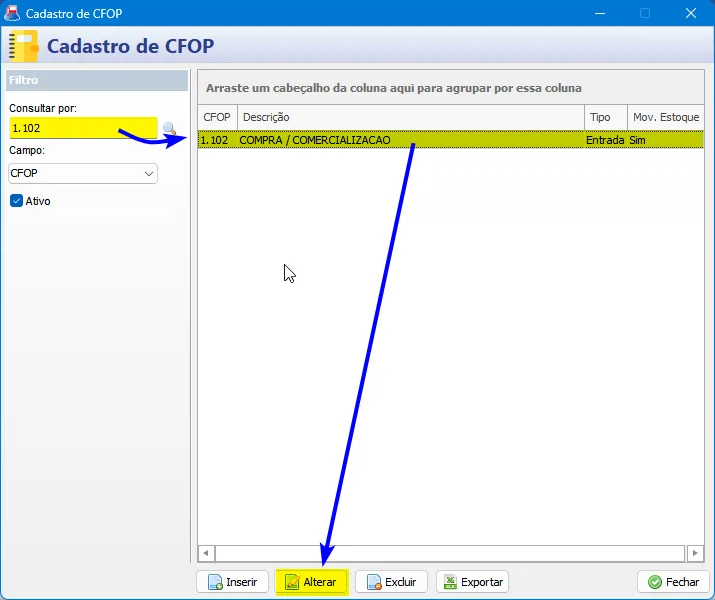 Cadastro de CFOP
Cadastro de CFOP
Filtro
Consultar por:
1.102
Campo:
CFOP
Ativo
Arraste um cabeçalho da coluna aqui para agrupar por essa coluna
CFOP Descrição Tipo Mov. Estoque
1.102 COMPRA / COMERCIALIZACAO Entrada Sim
Inserir Alterar Excluir Exportar Fechar